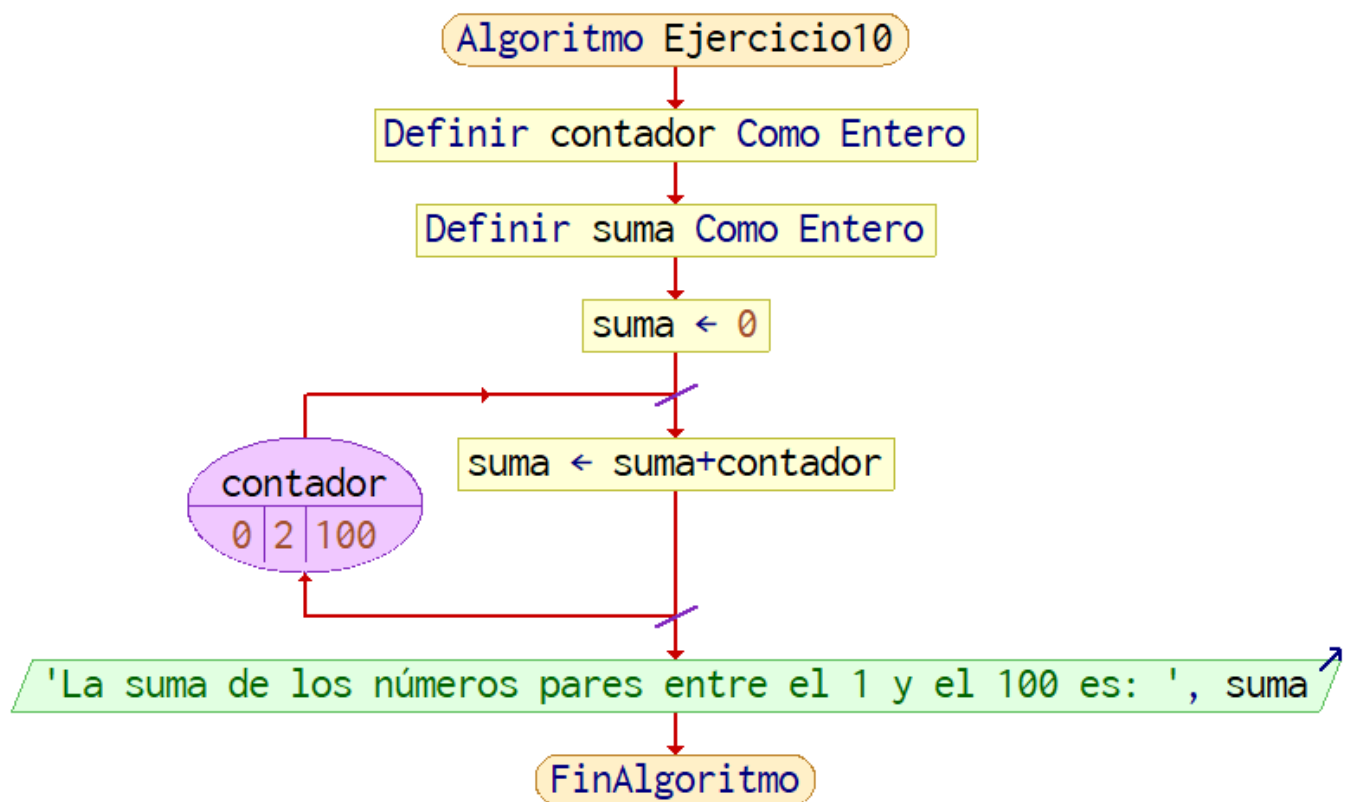 Algoritmo Ejercicio10
Definir contador Como Entero
Definir suma Como Entero
suma ← 0
suma ← suma+contador
contador
0 2 100
'La suma de los números pares entre el 1 y el 100 es: ', suma
FinAlgoritmo